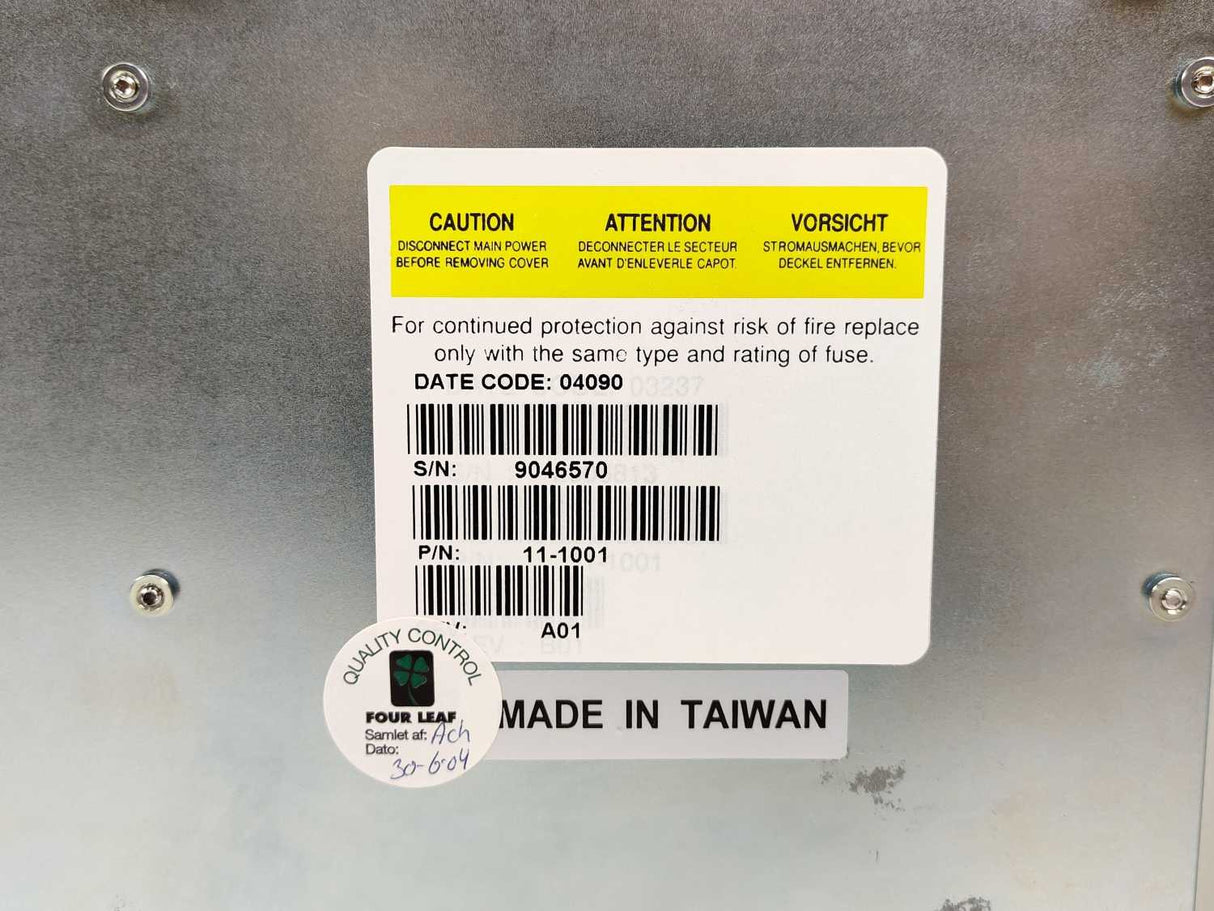 CAUTION
DISCONNECT MAIN POWER
BEFORE REMOVING COVER
ATTENTION
DECONNECTER LE SECTEUR
AVANT D'ENLEVERLE CAPOT.
VORSICHT
STROMAUSMACHEN, BEVOR
DECKEL ENTFERNEN.
For continued protection against risk of fire replace
only with the same type and rating of fuse.
DATE CODE: 04090
03237
S/N: 9046570
P/N: 11-1001
A01
B01
QUALITY CONTROL
FOUR LEAF
Samlet af: Ach
Dato:
30-6-04
MADE IN TAIWAN